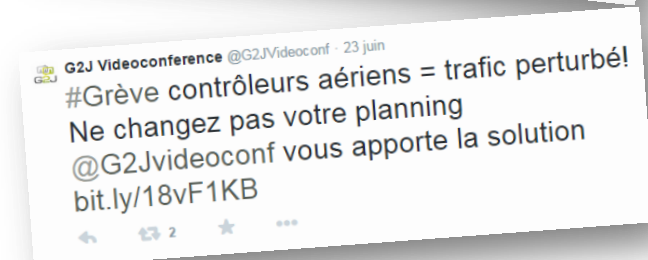 G2J Videoconference @G2JVideoconf · 23 juin
#Grève contrôleurs aériens = trafic perturbé!
Ne changez pas votre planning
@G2Jvideoconf vous apporte la solution
bit.ly/18vF1KB
2